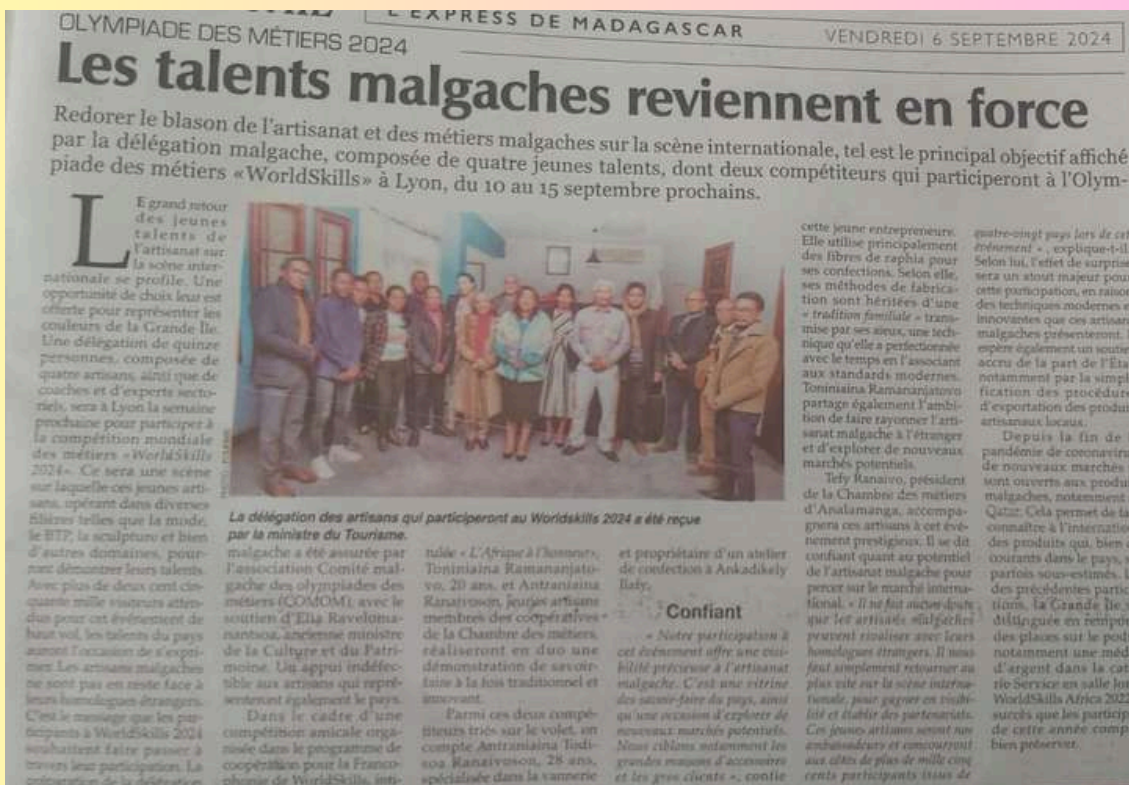 L'EXPRESS DE MADAGASCAR
VENDREDI 6 SEPTEMBRE 2024
OLYMPIADE DES MÉTIERS 2024
Les talents malgaches reviennent en force
Redorer le blason de l'artisanat et des métiers malgaches sur la scène internationale, tel est le principal objectif affiché
par la délégation malgache, composée de quatre jeunes talents, dont deux compétiteurs qui participeront à l'Olym-
piade des métiers «WorldSkills» à Lyon, du 10 au 15 septembre prochains.
LE grand retour
des jeunes
talents de
l'artisanat sur
la scène inter-
nationale se profile. Une
opportunité de choix leur est
offerte pour représenter les
couleurs de la Grande Ile.
Une délégation de quinze
personnes, composée de
quatre artisans, ainsi que de
coaches et d'experts secto-
riels, sera à Lyon la semaine
prochaine pour participer à
la compétition mondiale
des métiers «WorldSkills
2024». Ce sera une scène
sur laquelle ces jeunes arti-
sans, opérant dans diverses
filières telles que la mode,
le BTP, la sculpture et bien
d'autres domaines, pour-
ront démontrer leurs talents.
Avec plus de deux cent cin-
quante mille visiteurs atten-
dus pour cet événement de
haut vol, les talents du pays
auront l'occasion de s'expri-
mer. Les artisans malgaches
ne sont pas en reste face à
leurs homologues étrangers.
C'est le message que les par-
ticipants à WorldSkills 2024
souhaitent faire passer à
travers leur participation. La
préparation de la délégation
La délégation des artisans qui participeront au Worldskills 2024 a été reçue
par la ministre du Tourisme.
malgache a été assurée par
l'association Comité mal-
gache des olympiades des
métiers (COMOM), avec le
soutien d'Elia Raveloma-
nantsoa, ancienne ministre
de la Culture et du Patri-
moine. Un appui indéfec-
tible aux artisans qui repré-
sentent également le pays.
Dans le cadre d'une
compétition amicale orga-
nisée dans le programme de
coopération pour la Franco-
phonie de WorldSkills, inti-
tulée « L'Afrique à l'honneur»,
Toniniaina Ramananjato-
vo, 20 ans, et Antraniaina
Ranaivoson, jeunes artisans
membres des coopératives
de la Chambre des métiers,
réaliseront en duo une
démonstration de savoir-
faire à la fois traditionnel et
innovant.
Parmi ces deux compé-
titeurs triés sur le volet, on
compte Antraniaina Todi-
soa Ranaivoson, 28 ans,
spécialisée dans la vannerie
et propriétaire d'un atelier
de confection à Ankadikely
Ilafy.
Confiant
« Notre participation à
cet événement offre une visi-
bilité précieuse à l'artisanat
malgache. C'est une vitrine
des savoir-faire du pays, ainsi
qu'une occasion d'explorer de
nouveaux marchés potentiels.
Nous ciblons notamment les
grandes maisons d'accessoires
et les gros clients », confie
cette jeune entrepreneure.
Elle utilise principalement
des fibres de raphia pour
ses confections. Selon elle,
ses méthodes de fabrica-
tion sont héritées d'une
« tradition familiale » trans-
mise par ses aïeux, une tech-
nique qu'elle a perfectionnée
avec le temps en l'associant
aux standards modernes.
Toniniaina Ramananjatovo
partage également l'ambi-
tion de faire rayonner l'arti-
sanat malgache à l'étranger
et d'explorer de nouveaux
marchés potentiels.
Tefy Ranaivo, président
de la Chambre des métiers
d'Analamanga, accompa-
gnera ces artisans à cet évé-
nement prestigieux. Il se dit
confiant quant au potentiel
de l'artisanat malgache pour
percer sur le marché interna-
tional. « Il ne fait aucun doute
que les artisans malgaches
peuvent rivaliser avec leurs
homologues étrangers. Il nous
faut simplement retourner au
plus vite sur la scène interna-
tionale, pour gagner en visibi-
lité et établir des partenariats.
Ces jeunes artisans seront nos
ambassadeurs et concourront
aux côtés de plus de mille cinq
cents participants issus de
quatre-vingt pays lors de cet
événement », explique-t-il.
Selon lui, l'effet de surprise
sera un atout majeur pour
cette participation, en raison
des techniques modernes e
innovantes que ces artisan
malgaches présenteront.
espère également un soutie
accru de la part de l'Éta
notamment par la simpl
fication des procédure
d'exportation des produi
artisanaux locaux.
Depuis la fin de
pandémie de coronaviru
de nouveaux marchés
sont ouverts aux produi
malgaches, notamment
Qatar. Cela permet de fa
connaître à l'internatio
des produits qui, bien
courants dans le pays, s
parfois sous-estimés. L
des précédentes partic
tions, la Grande Ile s
distinguée en remport
des places sur le podi
notamment une méd
d'argent dans la cat
rie Service en salle lor
WorldSkills Africa 2022
succès que les particip
de cette année comp
bien préserver.